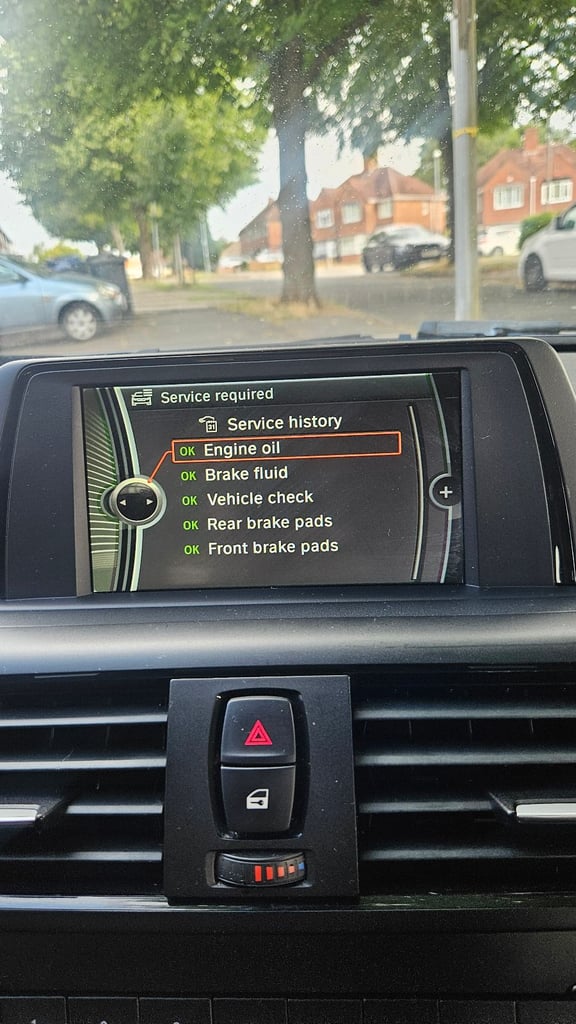 Service required
31
Service history
OK Engine oil
OK Brake fluid
OK Vehicle check
OK Rear brake pads
OK Front brake pads